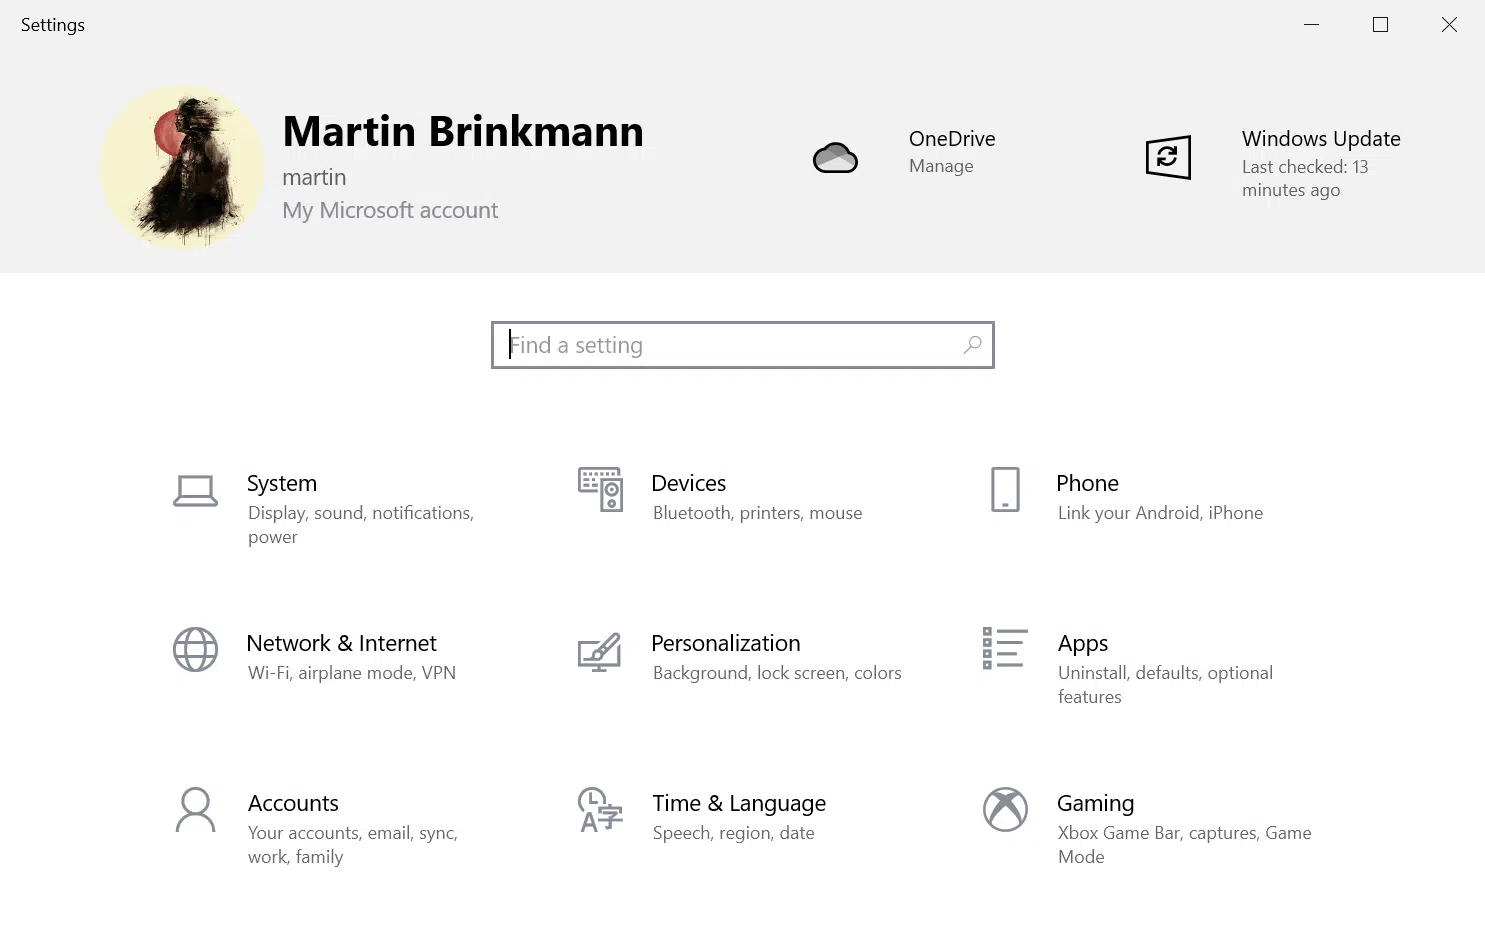 Settings
Martin Brinkmann
martin
My Microsoft account
OneDrive
Manage
Windows Update
Last checked: 13
minutes ago
Find a setting
System
Display, sound, notifications,
power
Devices
Bluetooth, printers, mouse
Phone
Link your Android, iPhone
Network & Internet
Wi-Fi, airplane mode, VPN
Personalization
Background, lock screen, colors
Apps
Uninstall, defaults, optional
features
Accounts
Your accounts, email, sync,
work, family
Time & Language
Speech, region, date
Gaming
Xbox Game Bar, captures, Game
Mode